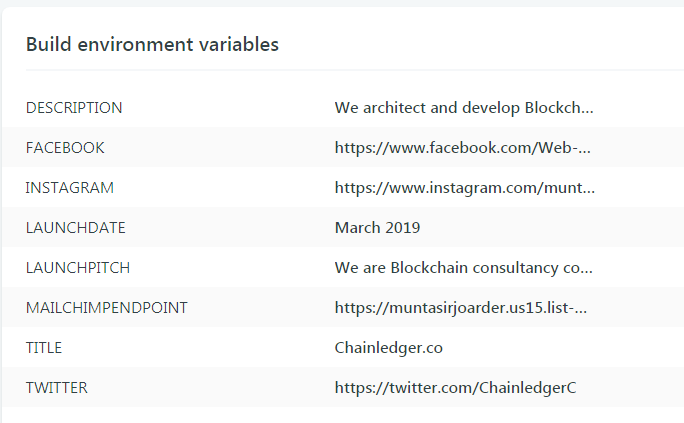 Build environment variables
DESCRIPTION We architect and develop Blockch...
FACEBOOK https://www.facebook.com/Web-...
INSTAGRAM https://www.instagram.com/munt...
LAUNCHDATE March 2019
LAUNCHPITCH We are Blockchain consultancy co...
MAILCHIMPENDPOINT https://muntasirjoarder.us15.list-...
TITLE Chainledger.co
TWITTER https://twitter.com/ChainledgerC